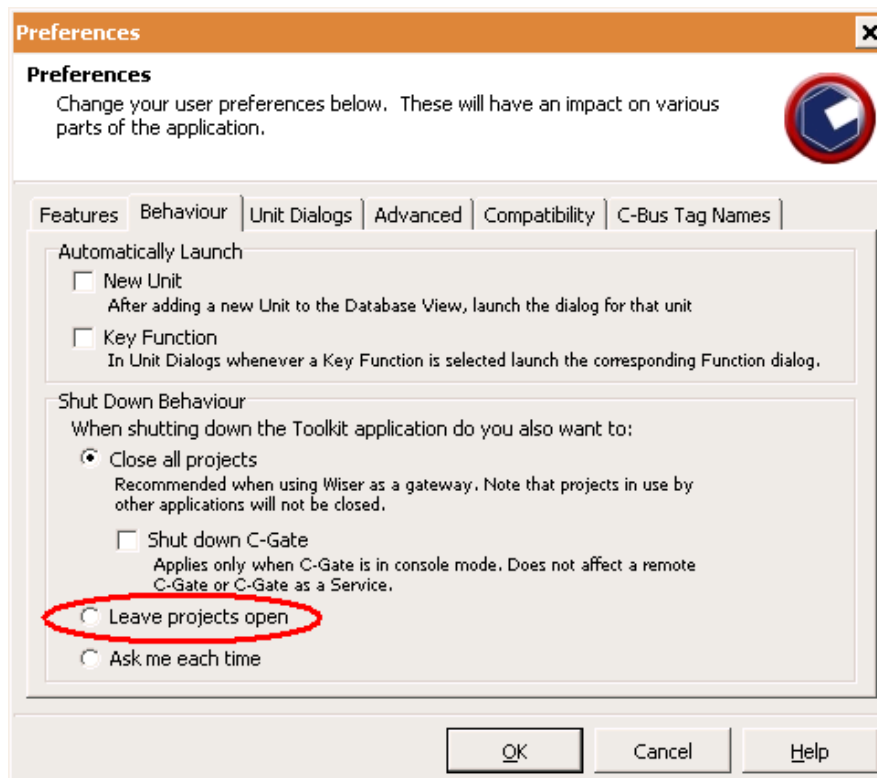 Preferences
Preferences
Change your user preferences below. These will have an impact on various
parts of the application.
Features Behaviour Unit Dialogs Advanced Compatibility C-Bus Tag Names
Automatically Launch
New Unit
After adding a new Unit to the Database View, launch the dialog for that unit
Key Function
In Unit Dialogs whenever a Key Function is selected launch the corresponding Function dialog.
Shut Down Behaviour
When shutting down the Toolkit application do you also want to:
Close all projects
Recommended when using Wiser as a gateway. Note that projects in use by
other applications will not be closed.
Shut down C-Gate
Applies only when C-Gate is in console mode. Does not affect a remote
C-Gate or C-Gate as a Service.
Leave projects open
Ask me each time
OK Cancel Help